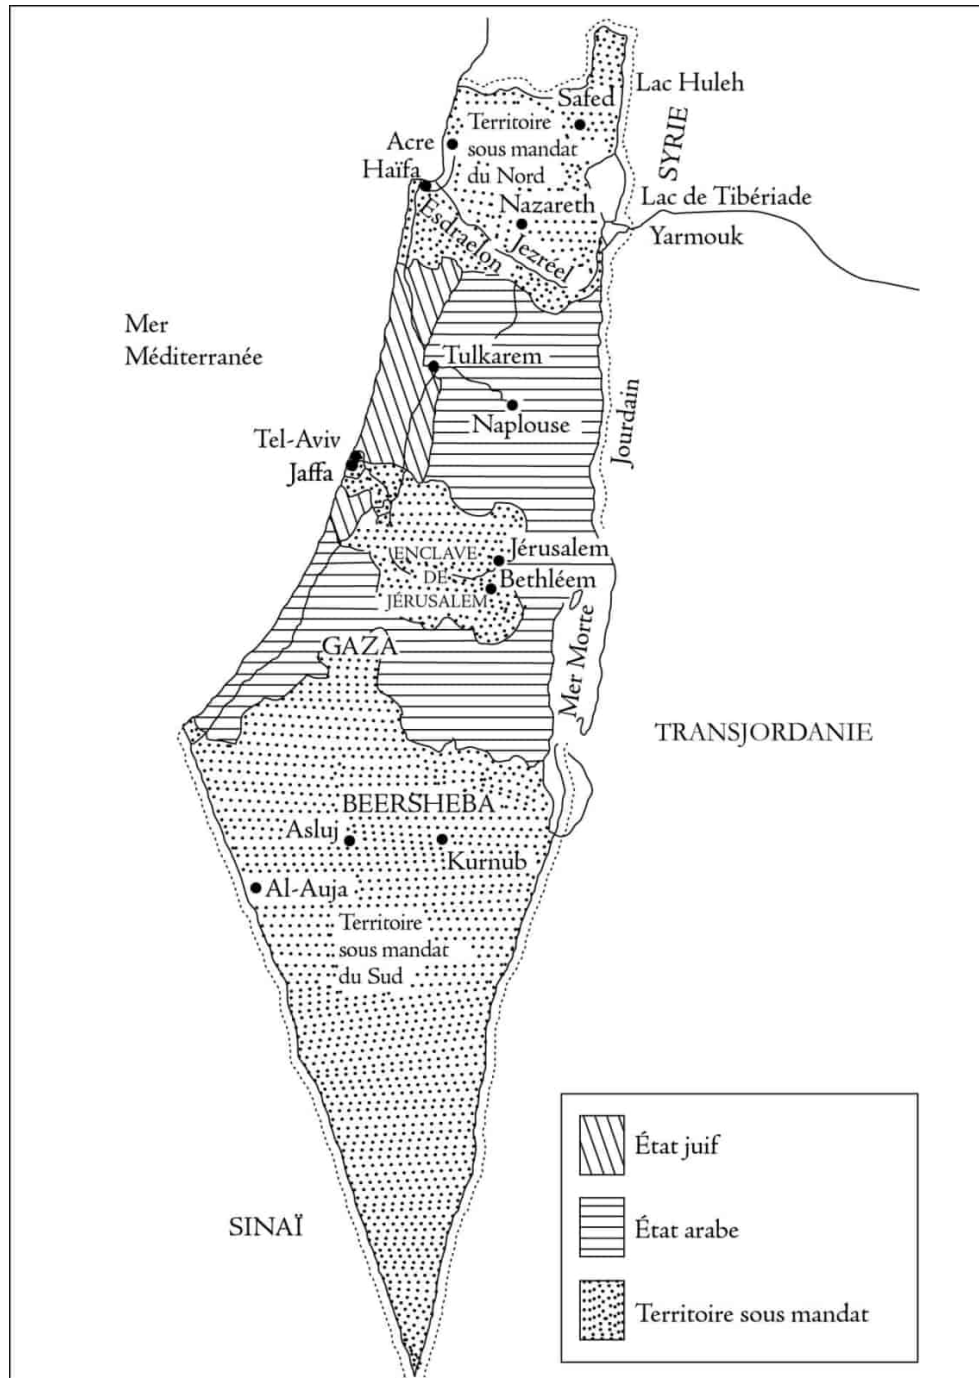 Lac Huleh
Safed
SYRIE
Territoire
sous mandat
du Nord
Acre
Haïfa
Lac de Tibériade
Nazareth
Esdraelon
Jezréel
Yarmouk
Mer
Méditerranée
Tulkarem
Naplouse
Jourdain
Tel-Aviv
Jaffa
Jérusalem
ENCLAVE
DE
JÉRUSALEM
Bethléem
GAZA
Mer Morte
TRANSJORDANIE
BEERSHEBA
Asluj
Kurnub
Al-Auja
Territoire
sous mandat
du Sud
SINAÏ
État juif
État arabe
Territoire sous mandat